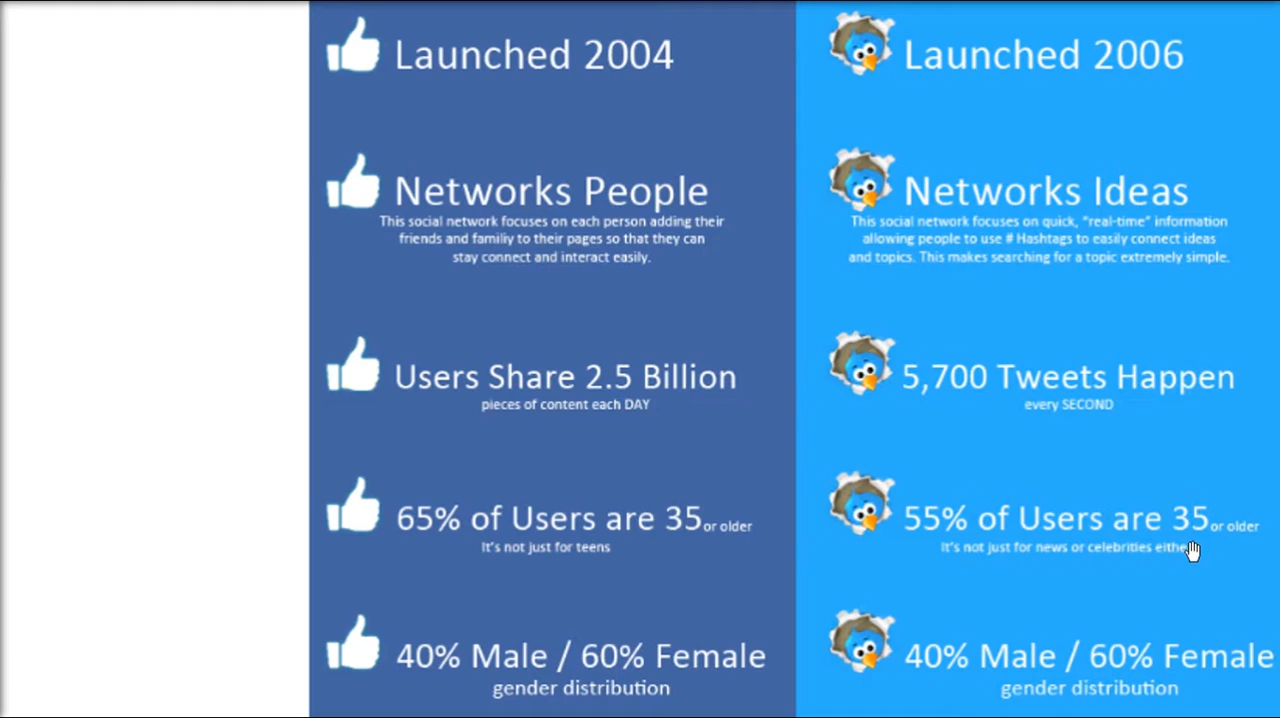 Launched 2004
Networks People
This social network focuses on each person adding their
friends and familiy to their pages so that they can
stay connect and interact easily.
Users Share 2.5 Billion
pieces of content each DAY
65% of Users are 35 or older
It's not just for teens
40% Male / 60% Female
gender distribution
Launched 2006
Networks Ideas
This social network focuses on quick, “real-time” information
allowing people to use # Hashtags to easily connect ideas
and topics. This makes searching for a topic extremely simple.
5,700 Tweets Happen
every SECOND
55% of Users are 35 or older
It's not just for news or celebrities
40% Male / 60% Female
gender distribution